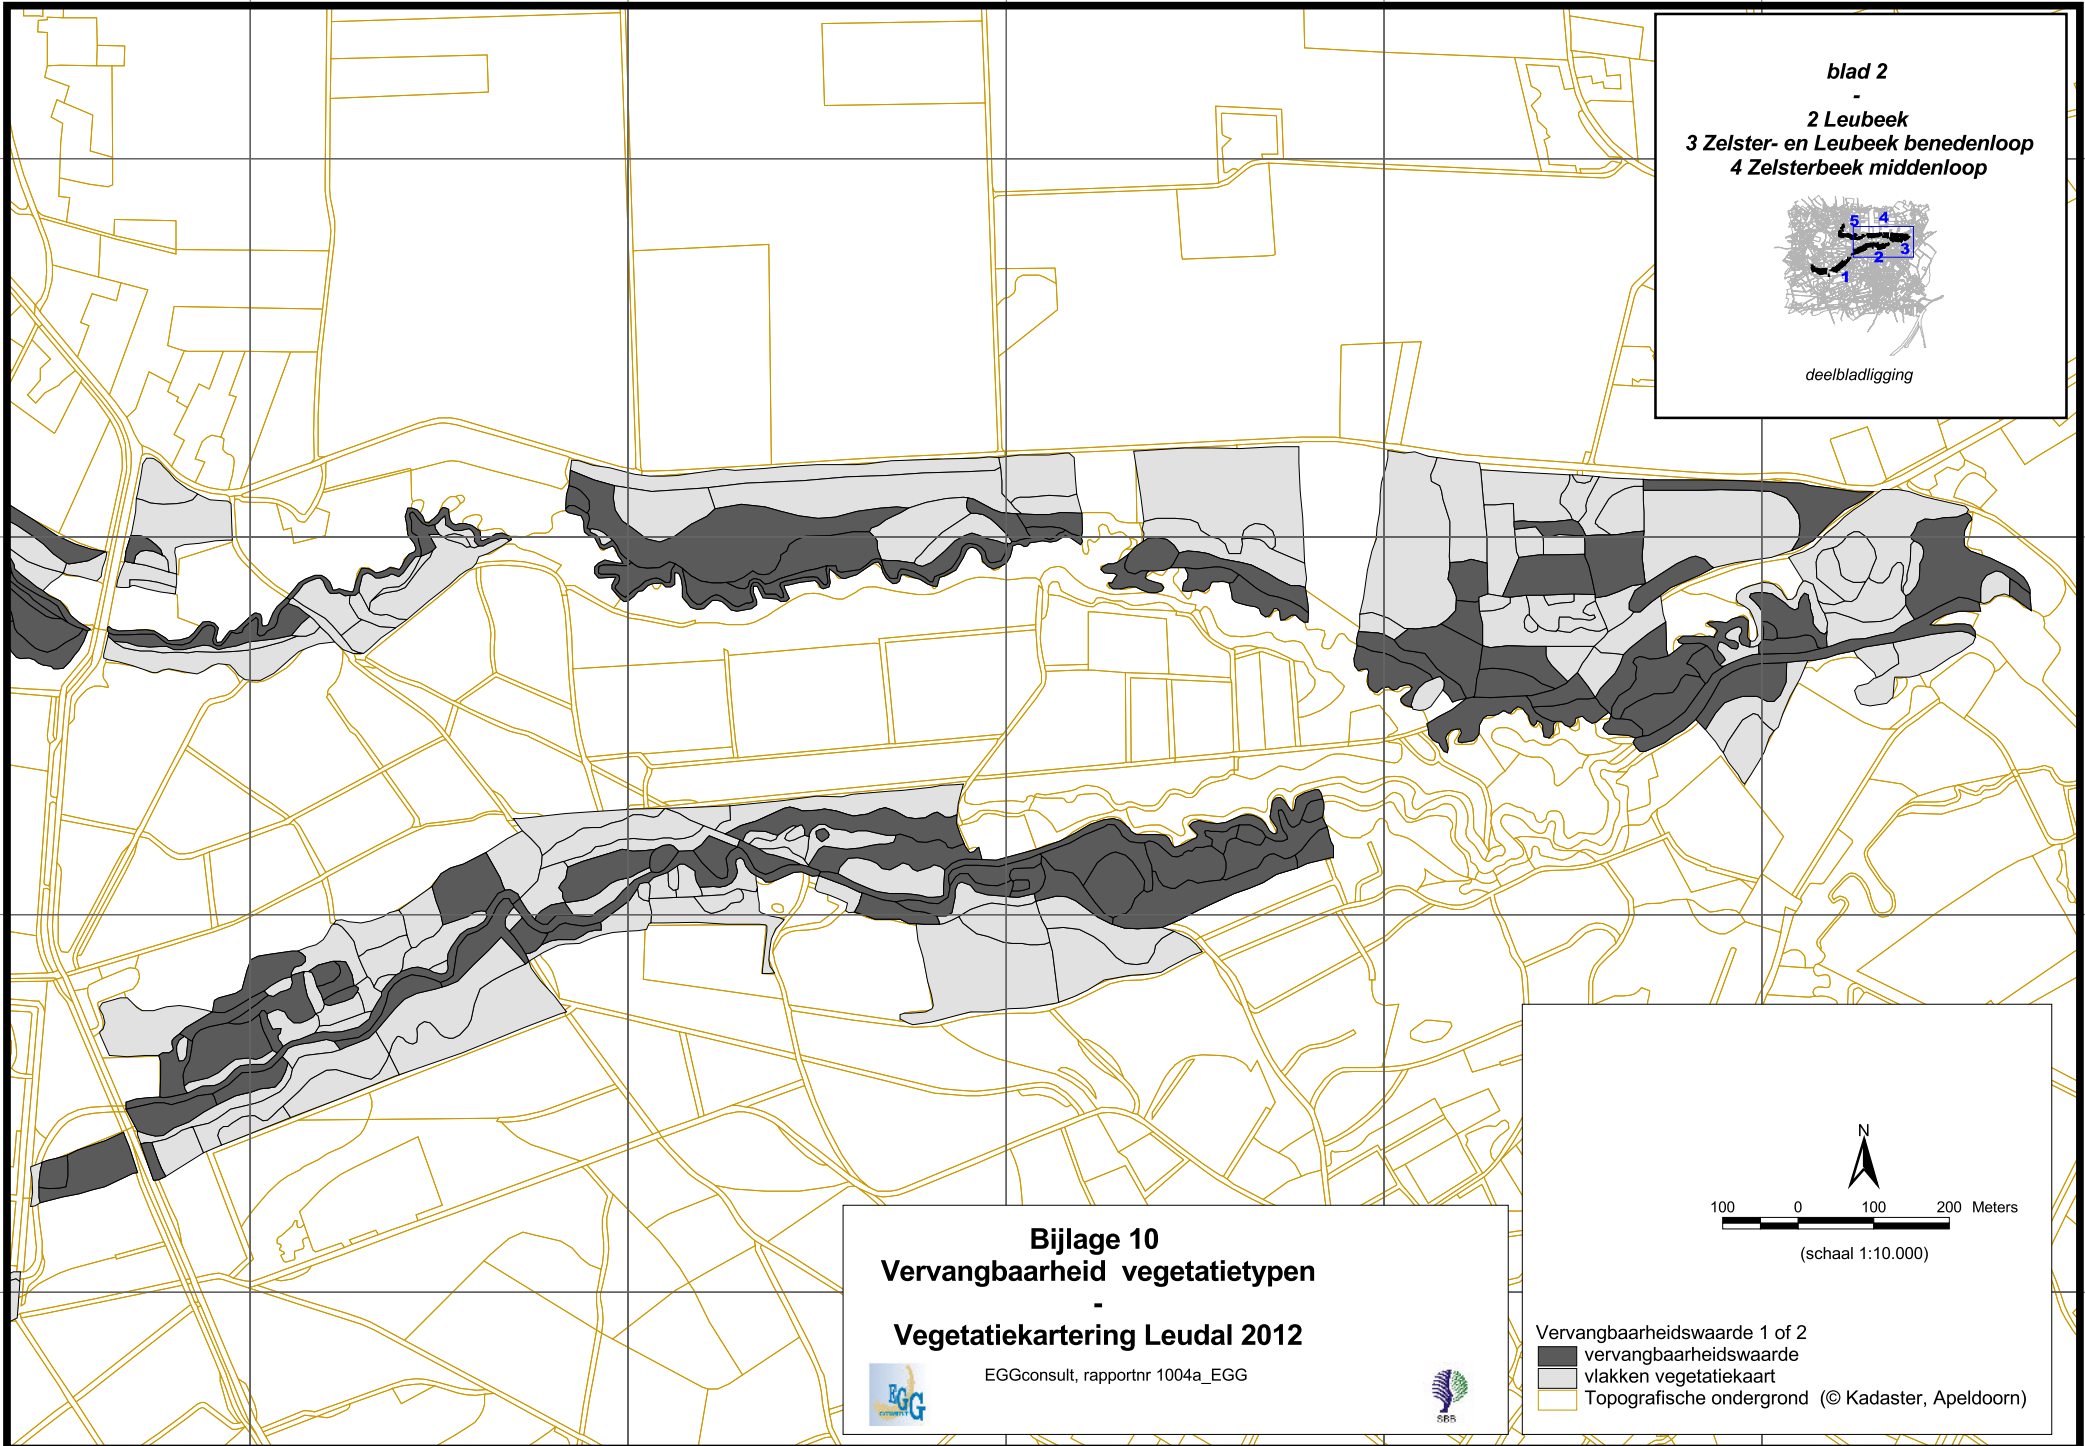 blad 2
-
2 Leubeek
3 Zelster- en Leubeek benedenloop
4 Zelsterbeek middenloop
5 4
3
2
1
deelbladligging
N
100 0 100 200 Meters
(schaal 1:10.000)
Vervangbaarheidswaarde 1 of 2
vervangbaarheidswaarde
vlakken vegetatiekaart
Topografische ondergrond (© Kadaster, Apeldoorn)
Bijlage 10
Vervangbaarheid vegetatietypen
-
Vegetatiekartering Leudal 2012
EGGconsult, rapportnr 1004a_EGG
EGG
SBB